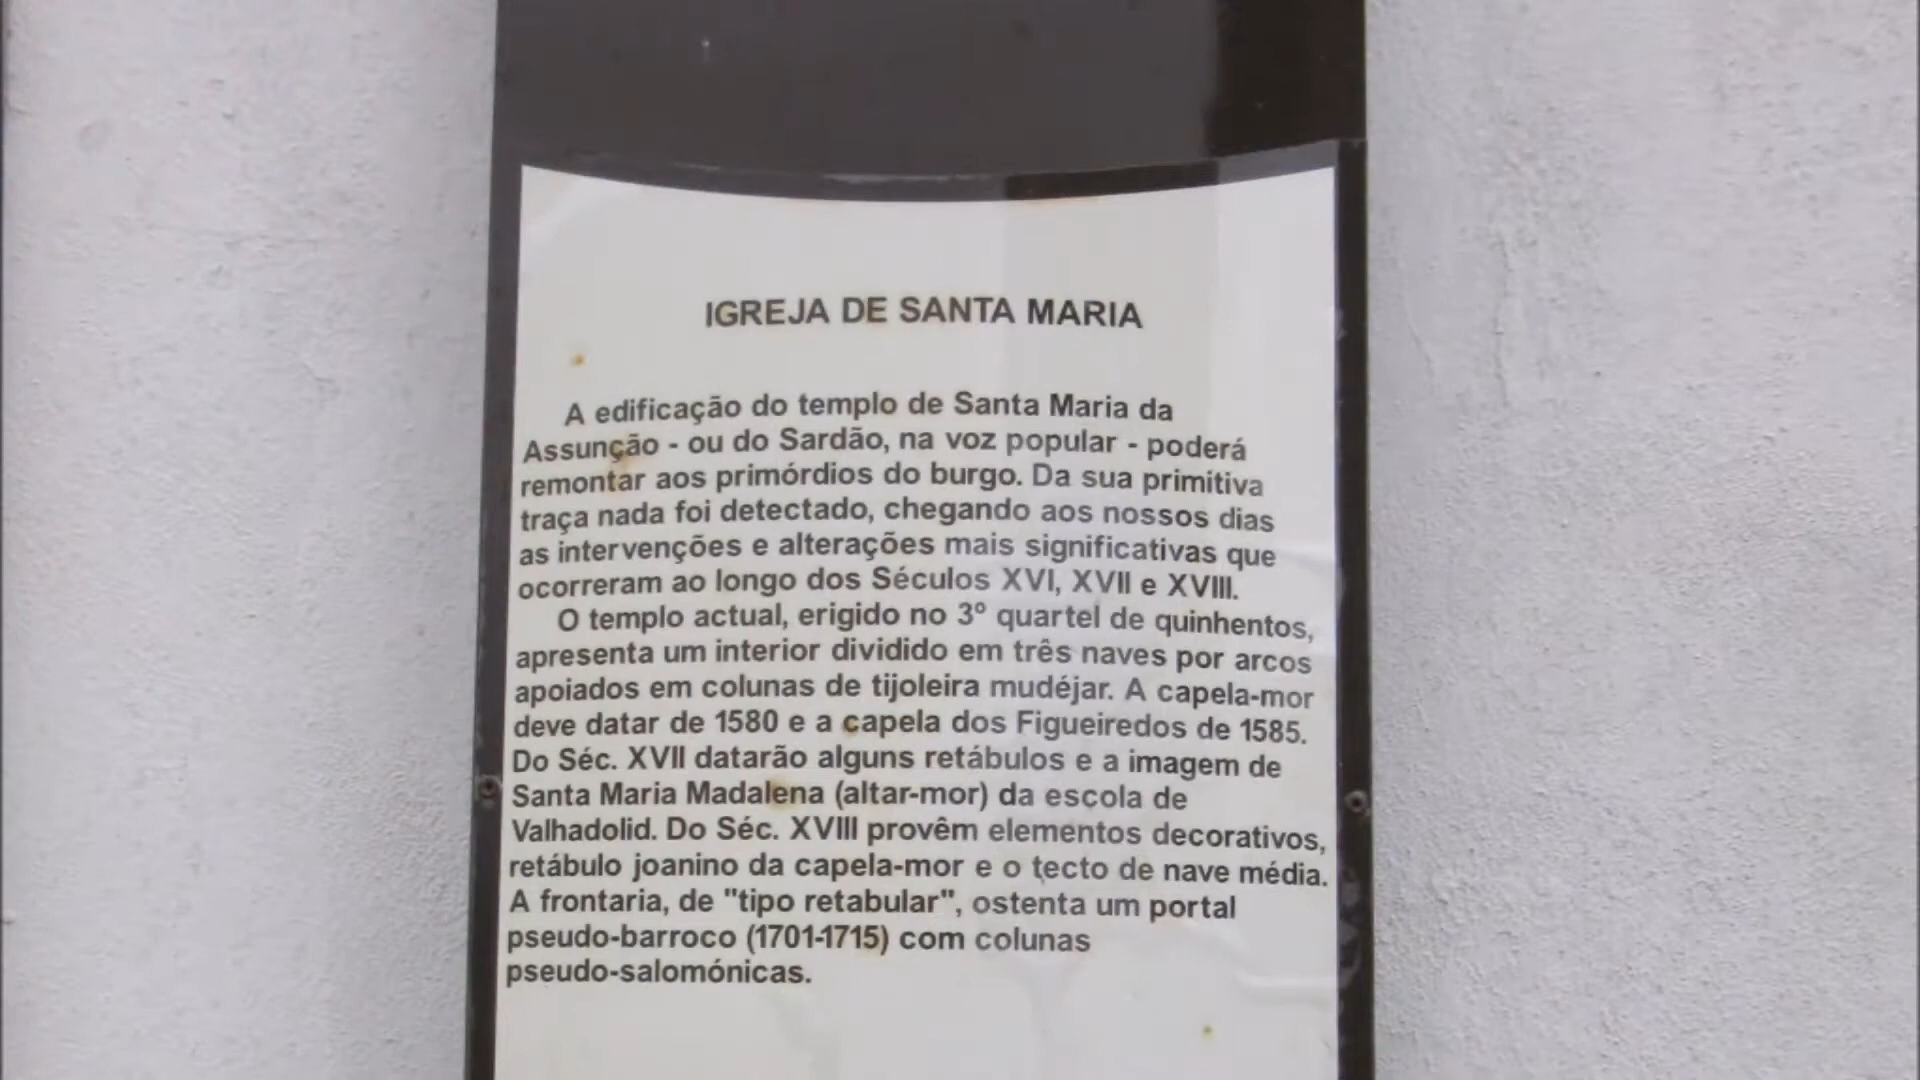 IGREJA DE SANTA MARIA
A edificação do templo de Santa Maria da
Assunção - ou do Sardão, na voz popular - poderá
remontar aos primórdios do burgo. Da sua primitiva
traça nada foi detectado, chegando aos nossos dias
as intervenções e alterações mais significativas que
ocorreram ao longo dos Séculos XVI, XVII e XVIII.
O templo actual, erigido no 3º quartel de quinhentos,
apresenta um interior dividido em três naves por arcos
apoiados em colunas de tijoleira mudéjar. A capela-mor
deve datar de 1580 e a capela dos Figueiredos de 1585.
Do Séc. XVII datarão alguns retábulos e a imagem de
Santa Maria Madalena (altar-mor) da escola de
Valhadolid. Do Séc. XVIII provêm elementos decorativos,
retábulo joanino da capela-mor e o tecto de nave média.
A frontaria, de "tipo retabular", ostenta um portal
pseudo-barroco (1701-1715) com colunas
pseudo-salomónicas.